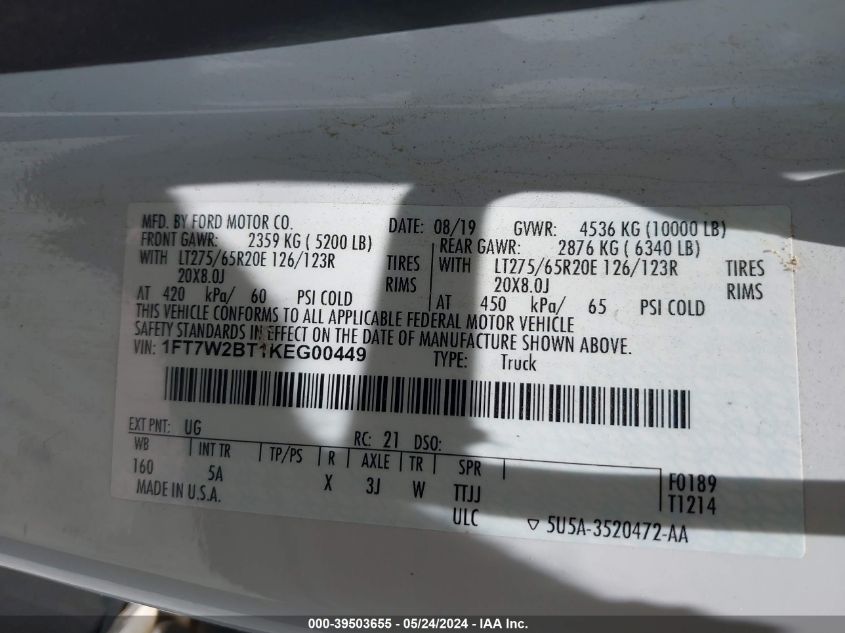 MFD. BY FORD MOTOR CO. DATE: 08/19 GVWR: 4536 KG (10000 LB)
FRONT GAWR: 2359 KG ( 5200 LB) REAR GAWR: 2876 KG ( 6340 LB)
WITH LT275/65R20E 126/123R TIRES WITH LT275/65R20E 126/123R TIRES
20X8.0J RIMS 20X8.0J RIMS
AT 420 kPa/ 60 PSI COLD AT 450 kPa/ 65 PSI COLD
THIS VEHICLE CONFORMS TO ALL APPLICABLE FEDERAL MOTOR VEHICLE
SAFETY STANDARDS IN EFFECT ON THE DATE OF MANUFACTURE SHOWN ABOVE.
VIN: 1FT7W2BT1KEG00449 TYPE: Truck
EXT PNT: UG RC: 21 DSO:
WB INT TR TP/PS R AXLE TR SPR
160 5A X 3J W TTJJ F0189
MADE IN U.S.A. ULC T1214
▽ 5U5A-3520472-AA
000-39503655 - 05/24/2024 - IAA Inc.